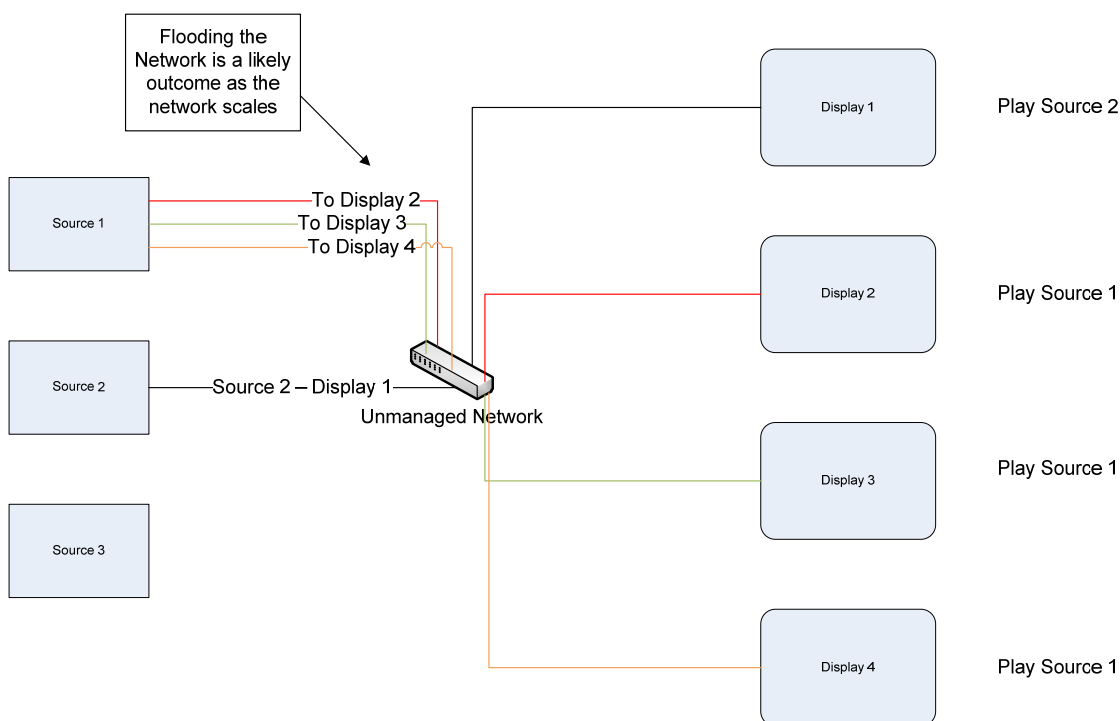 Flooding the
Network is a likely
outcome as the
network scales
Display 1
Play Source 2
Source 1
To Display 2
To Display 3
To Display 4
Display 2
Play Source 1
Source 2
Source 2 – Display 1
Unmanaged Network
Display 3
Play Source 1
Source 3
Display 4
Play Source 1